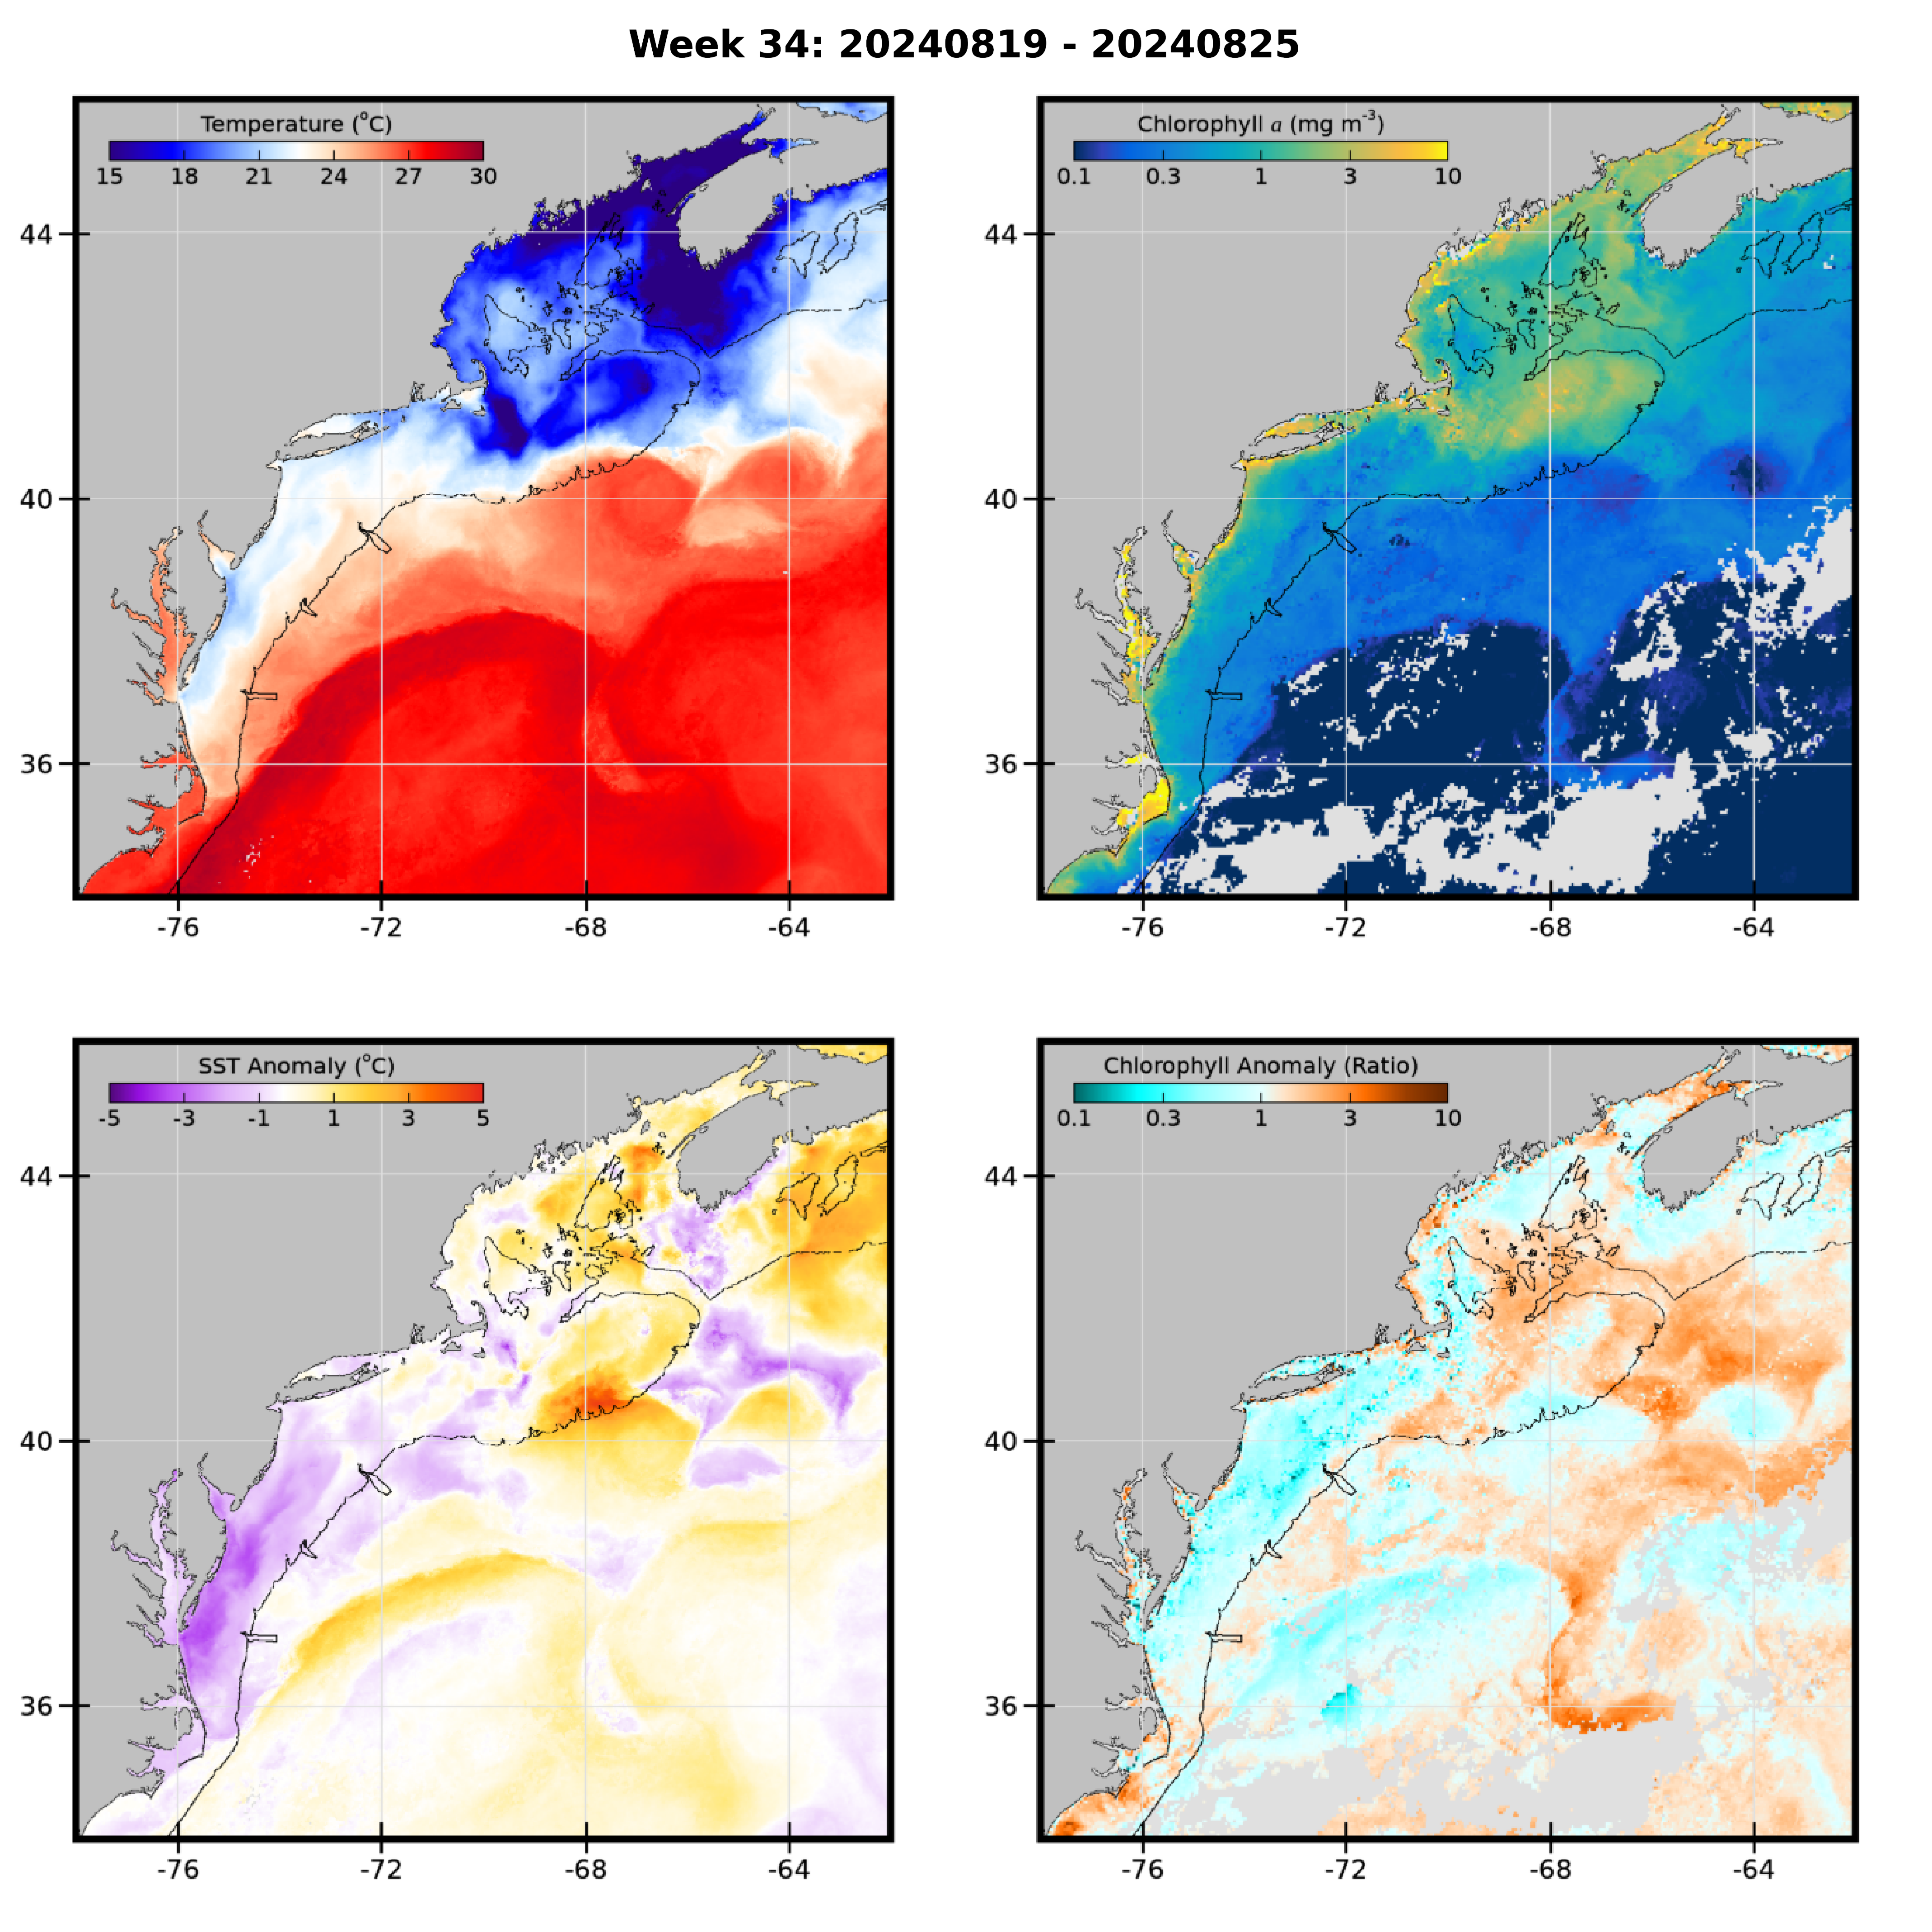 Week 34: 20240819 - 20240825
Temperature (°C)
15 18 21 24 27 30
44
40
36
-76 -72 -68 -64
Chlorophyll a (mg m⁻³)
0.1 0.3 1 3 10
44
40
36
-76 -72 -68 -64
SST Anomaly (°C)
-5 -3 -1 1 3 5
44
40
36
-76 -72 -68 -64
Chlorophyll Anomaly (Ratio)
0.1 0.3 1 3 10
44
40
36
-76 -72 -68 -64